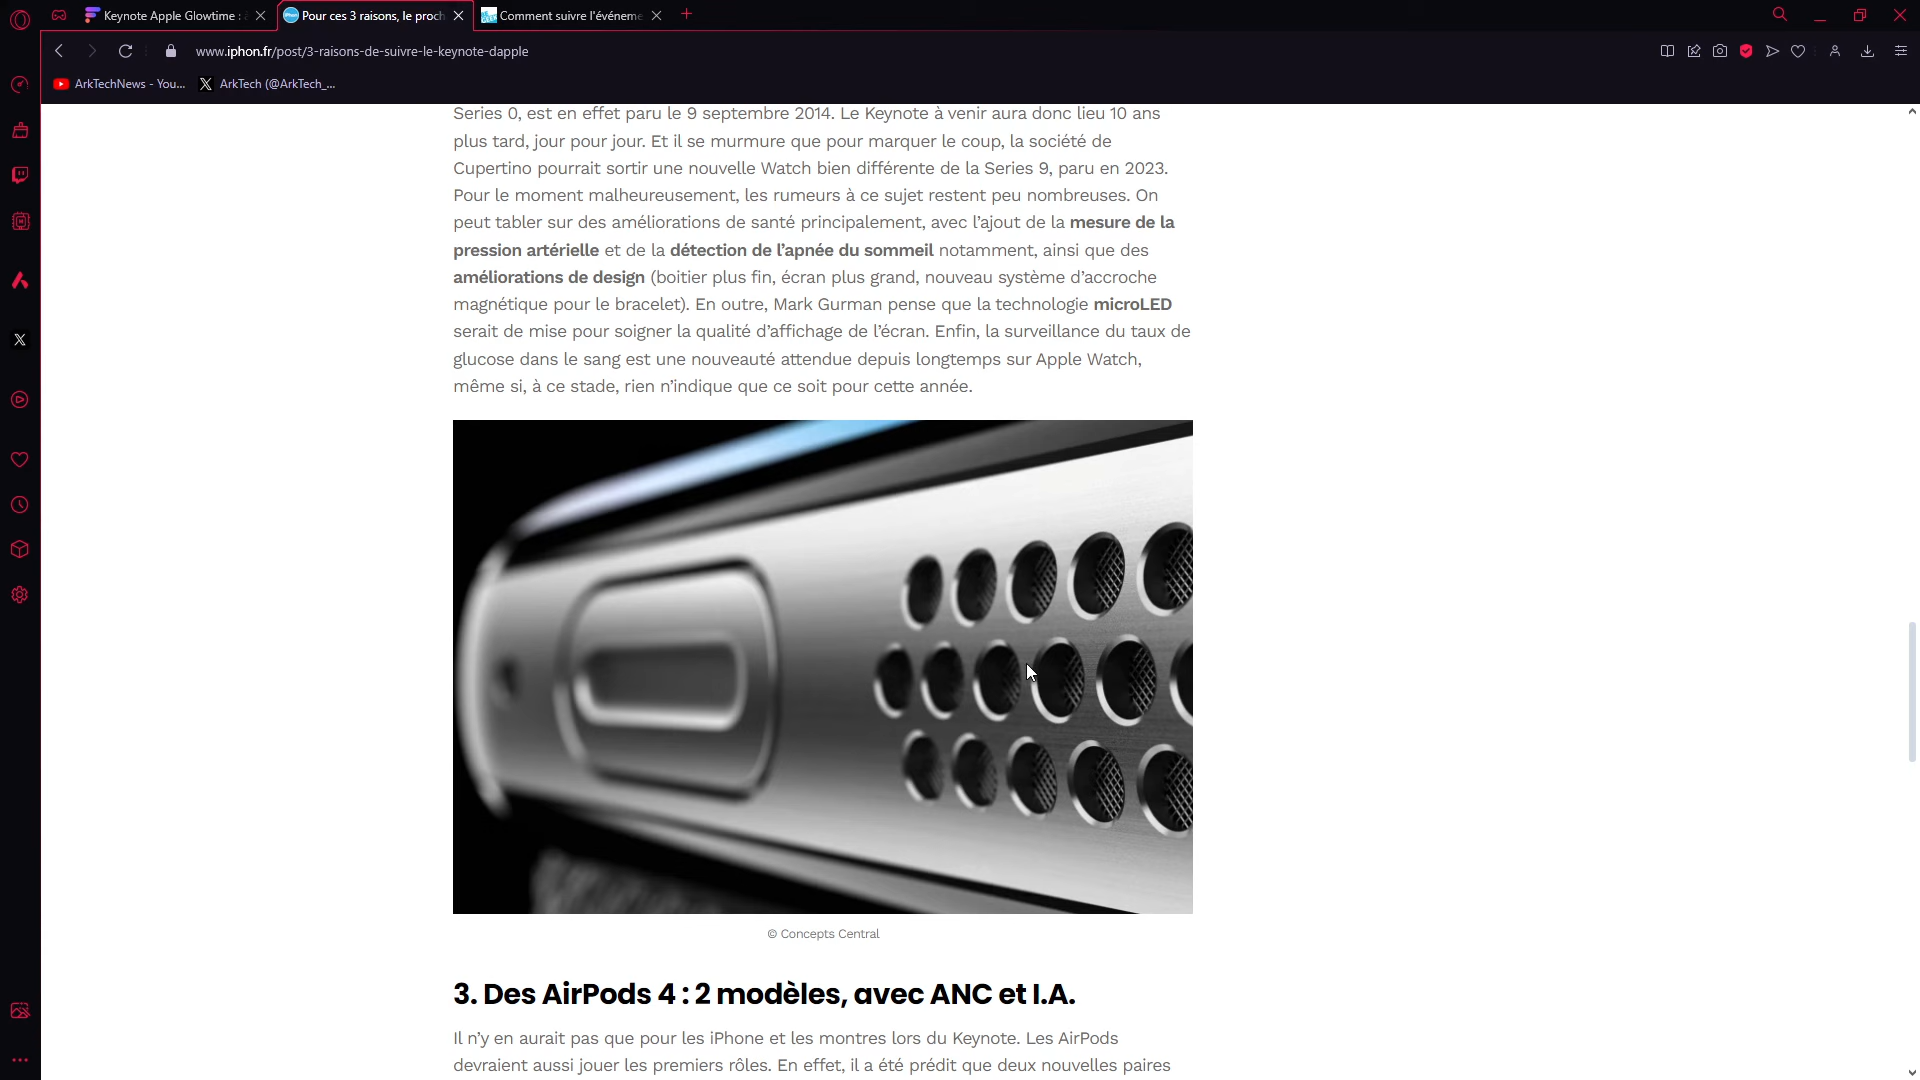 Keynote Apple Glowtime :
Pour ces 3 raisons, le proch
Comment suivre l'événeme
www.iphon.fr/post/3-raisons-de-suivre-le-keynote-dapple
ArkTechNews - You...
ArkTech (@ArkTech_...
Series 0, est en effet paru le 9 septembre 2014. Le Keynote à venir aura donc lieu 10 ans
plus tard, jour pour jour. Et il se murmure que pour marquer le coup, la société de
Cupertino pourrait sortir une nouvelle Watch bien différente de la Series 9, paru en 2023.
Pour le moment malheureusement, les rumeurs à ce sujet restent peu nombreuses. On
peut tabler sur des améliorations de santé principalement, avec l’ajout de la mesure de la
pression artérielle et de la détection de l’apnée du sommeil notamment, ainsi que des
améliorations de design (boitier plus fin, écran plus grand, nouveau système d’accroche
magnétique pour le bracelet). En outre, Mark Gurman pense que la technologie microLED
serait de mise pour soigner la qualité d’affichage de l’écran. Enfin, la surveillance du taux de
glucose dans le sang est une nouveauté attendue depuis longtemps sur Apple Watch,
même si, à ce stade, rien n’indique que ce soit pour cette année.
© Concepts Central
3. Des AirPods 4 : 2 modèles, avec ANC et I.A.
Il n’y en aurait pas que pour les iPhone et les montres lors du Keynote. Les AirPods
devraient aussi jouer les premiers rôles. En effet, il a été prédit que deux nouvelles paires